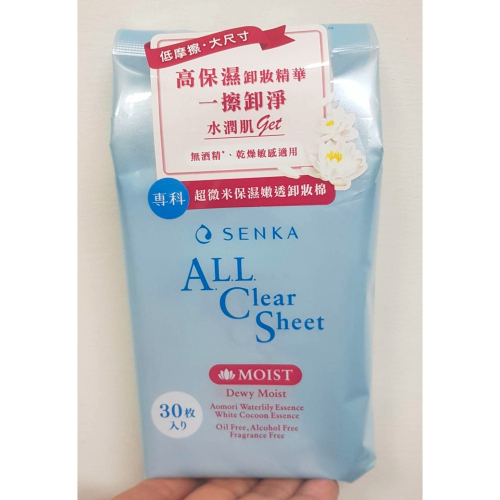 低摩擦・大尺寸
高保濕卸妝精華
一擦卸淨
水潤肌Get
無酒精*、乾燥敏感適用
専科
超微米保濕嫩透卸妝棉
SENKA
A.L.L.
Clear
Sheet
MOIST
Dewy Moist
Aomori Waterlily Essence
White Cocoon Essence
Oil Free, Alcohol Free
Fragrance Free
30枚
入り